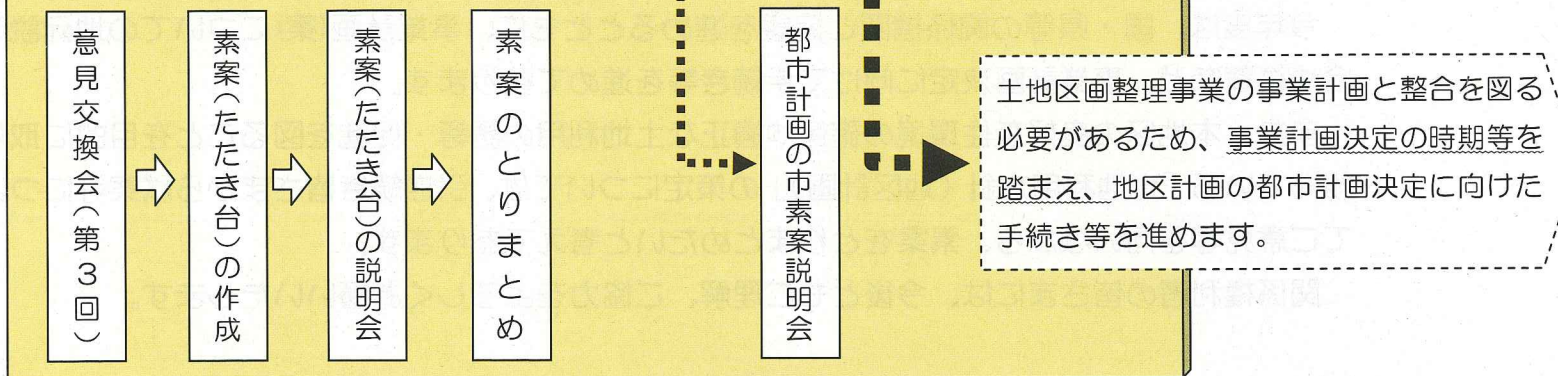 意見交換会（第３回）
素案（たたき台）の作成
素案（たたき台）の説明会
素案のとりまとめ
都市計画の市素案説明会
土地区画整理事業の事業計画と整合を図る
必要があるため、事業計画決定の時期等を
踏まえ、地区計画の都市計画決定に向けた
手続き等を進めます。